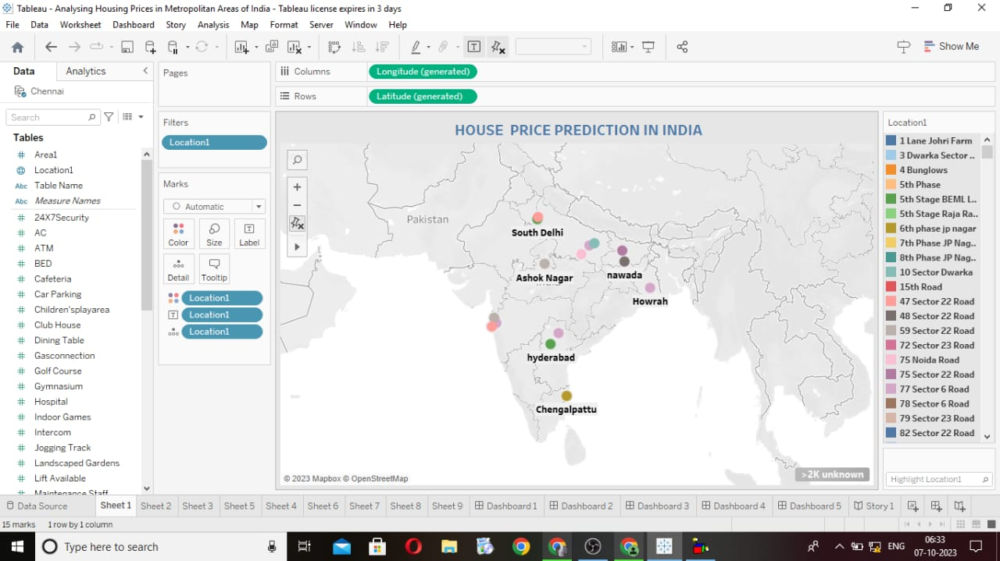 Tableau - Analysing Housing Prices in Metropolitan Areas of India - Tableau license expires in 3 days
File Data Worksheet Dashboard Story Analysis Map Format Server Window Help
Show Me
Data Analytics
Chennai
Search
Tables
Area1
Location1
Abc Table Name
Abc Measure Names
24X7Security
AC
ATM
BED
Cafeteria
Car Parking
Children'splayarea
Club House
Dining Table
Gasconnection
Golf Course
Gymnasium
Hospital
Indoor Games
Intercom
Jogging Track
Landscaped Gardens
Lift Available
Maintenance Staff
Pages
Filters
Location1
Marks
Automatic
Color Size Label
Detail Tooltip
Location1
Location1
Location1
Columns Longitude (generated)
Rows Latitude (generated)
HOUSE PRICE PREDICTION IN INDIA
Pakistan
South Delhi
Ashok Nagar
nawada
Howrah
hyderabad
Chengalpattu
© 2023 Mapbox © OpenStreetMap
>2K unknown
Location1
1 Lane Johri Farm
3 Dwarka Sector ..
4 Bunglows
5th Phase
5th Stage BEML L..
5th Stage Raja Ra..
6th phase jp nagar
7th Phase JP Nag..
8th Phase JP Nag..
10 Sector Dwarka
15th Road
47 Sector 22 Road
48 Sector 22 Road
59 Sector 22 Road
72 Sector 23 Road
75 Noida Road
75 Sector 22 Road
77 Sector 6 Road
78 Sector 6 Road
79 Sector 23 Road
82 Sector 22 Road
Highlight Location1
Data Source Sheet 1 Sheet 2 Sheet 3 Sheet 5 Sheet 4 Sheet 6 Sheet 7 Sheet 8 Sheet 9 Dashboard 1 Dashboard 2 Dashboard 3 Dashboard 4 Dashboard 5 Story 1
15 marks 1 row by 1 column
Type here to search
ENG
06:33
07-10-2023